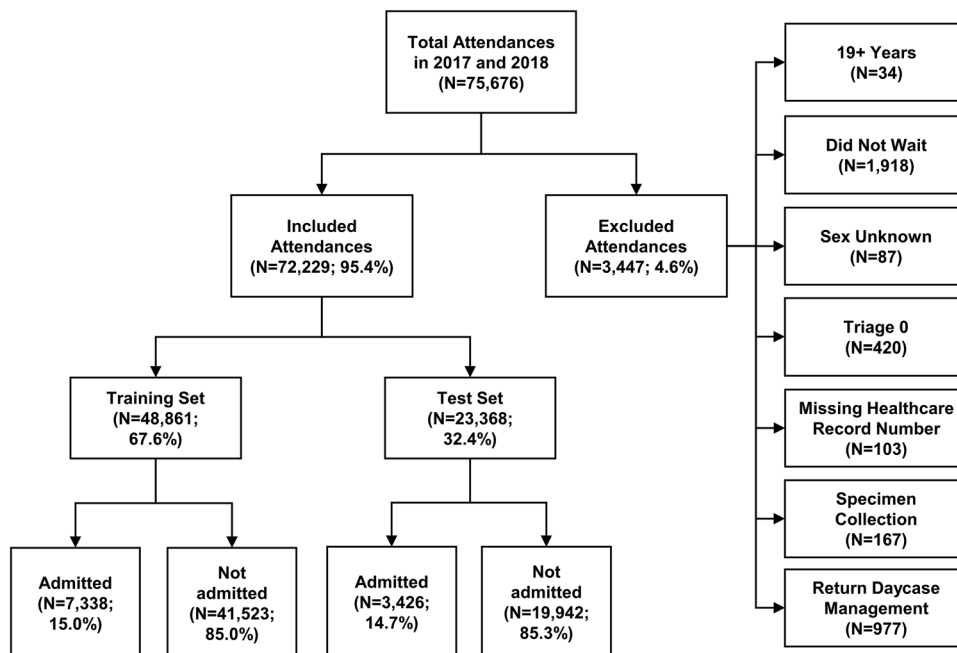 Total Attendances
in 2017 and 2018
(N=75,676)
Included
Attendances
(N=72,229; 95.4%)
Excluded
Attendances
(N=3,447; 4.6%)
19+ Years
(N=34)
Did Not Wait
(N=1,918)
Sex Unknown
(N=87)
Triage 0
(N=420)
Missing Healthcare
Record Number
(N=103)
Specimen
Collection
(N=167)
Return Daycase
Management
(N=977)
Training Set
(N=48,861;
67.6%)
Test Set
(N=23,368;
32.4%)
Admitted
(N=7,338;
15.0%)
Not
admitted
(N=41,523;
85.0%)
Admitted
(N=3,426;
14.7%)
Not
admitted
(N=19,942;
85.3%)